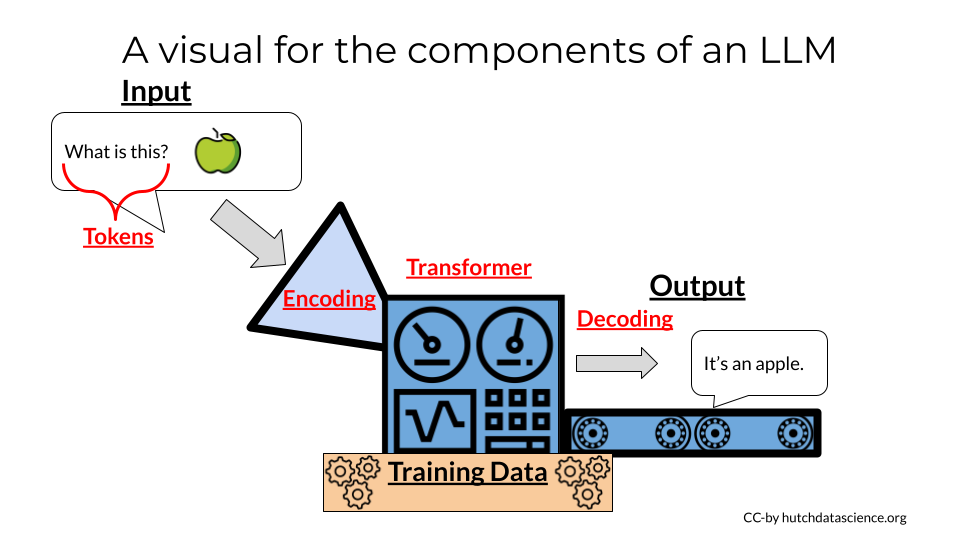 A visual for the components of an LLM
Input
What is this?
Tokens
Encoding
Transformer
Output
Decoding
It’s an apple.
Training Data
CC-by hutchdatascience.org